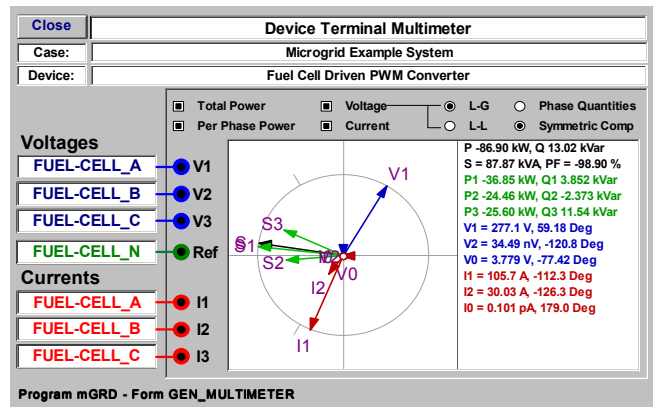 Close Device Terminal Multimeter
Case: Microgrid Example System
Device: Fuel Cell Driven PWM Converter
Total Power Voltage L-G Phase Quantities
Per Phase Power Current L-L Symmetric Comp
Voltages
FUEL-CELL_A V1
FUEL-CELL_B V2
FUEL-CELL_C V3
FUEL-CELL_N Ref
Currents
FUEL-CELL_A I1
FUEL-CELL_B I2
FUEL-CELL_C I3
V1
S3
S1
S2
V0
I2
I1
P -86.90 kW, Q 13.02 kVar
S = 87.87 kVA, PF = -98.90 %
P1 -36.85 kW, Q1 3.852 kVar
P2 -24.46 kW, Q2 -2.373 kVar
P3 -25.60 kW, Q3 11.54 kVar
V1 = 277.1 V, 59.18 Deg
V2 = 34.49 nV, -120.8 Deg
V0 = 3.779 V, -77.42 Deg
I1 = 105.7 A, -112.3 Deg
I2 = 30.03 A, -126.3 Deg
I0 = 0.101 pA, 179.0 Deg
Program mGRD - Form GEN_MULTIMETER